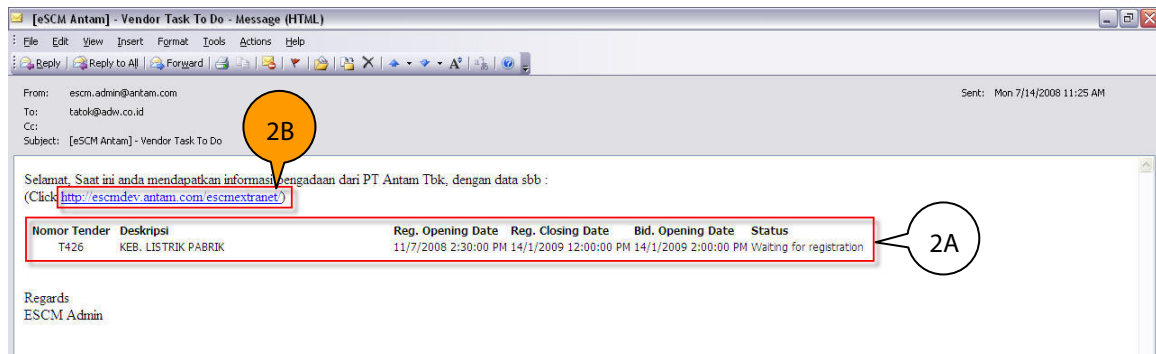 [eSCM Antam] - Vendor Task To Do - Message (HTML)
File Edit View Insert Format Tools Actions Help
Reply Reply to All Forward
From: escm.admin@antam.com Sent: Mon 7/14/2008 11:25 AM
To: tatok@adw.co.id
Cc:
Subject: [eSCM Antam] - Vendor Task To Do
2B
Selamat, Saat ini anda mendapatkan informasi pengadaan dari PT Antam Tbk, dengan data sbb :
(Click http://escmdev.antam.com/escmextranet/)
Nomor Tender Deskripsi Reg. Opening Date Reg. Closing Date Bid. Opening Date Status
T426 KEB. LISTRIK PABRIK 11/7/2008 2:30:00 PM 14/1/2009 12:00:00 PM 14/1/2009 2:00:00 PM Waiting for registration
2A
Regards
ESCM Admin